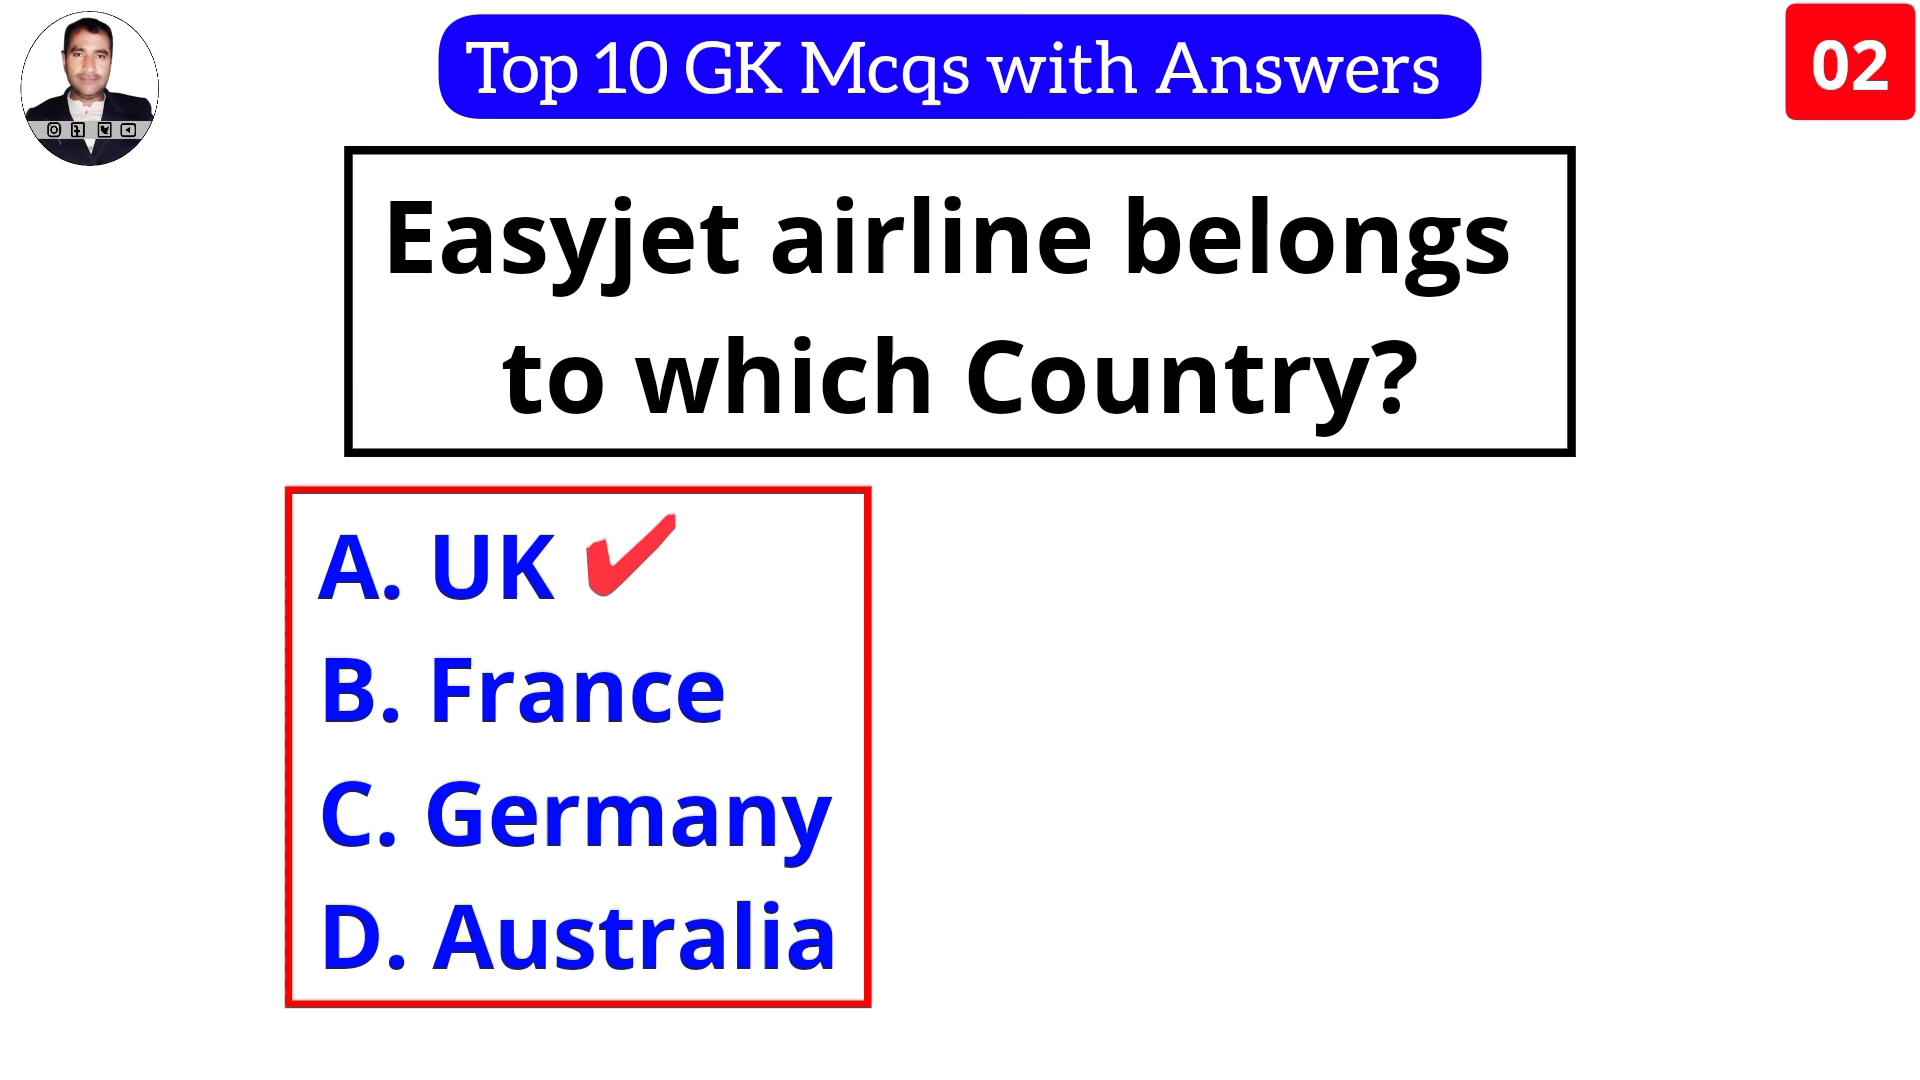 Top 10 GK Mcqs with Answers
02
Easyjet airline belongs
to which Country?
A. UK
B. France
C. Germany
D. Australia